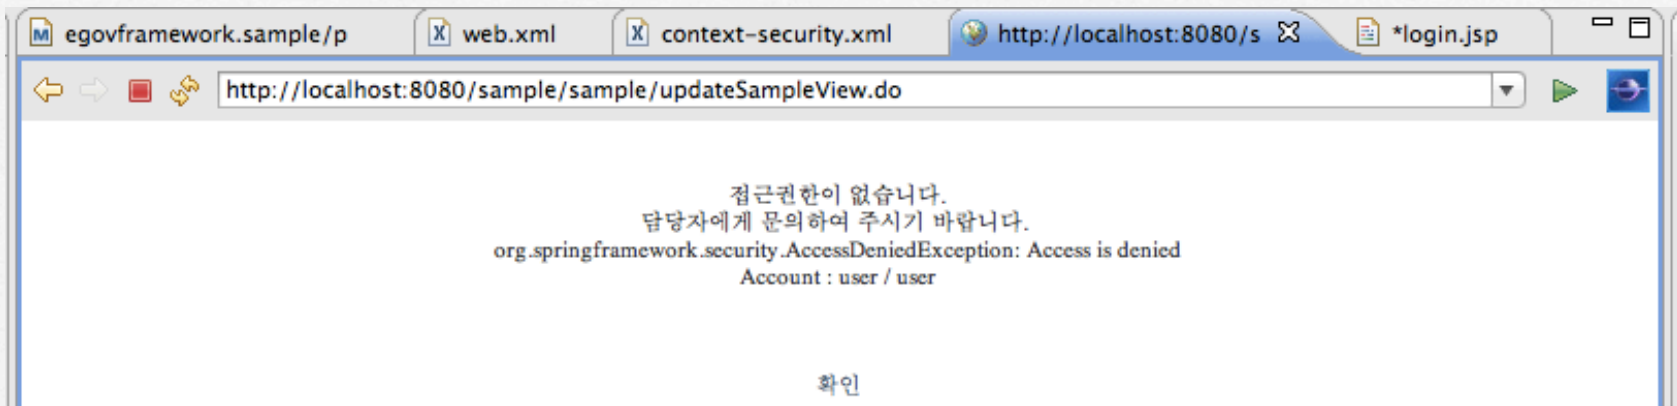 egovframework.sample/p
web.xml
context-security.xml
http://localhost:8080/s
*login.jsp
http://localhost:8080/sample/sample/updateSampleView.do
접근권한이 없습니다.
담당자에게 문의하여 주시기 바랍니다.
org.springframework.security.AccessDeniedException: Access is denied
Account : user / user
확인